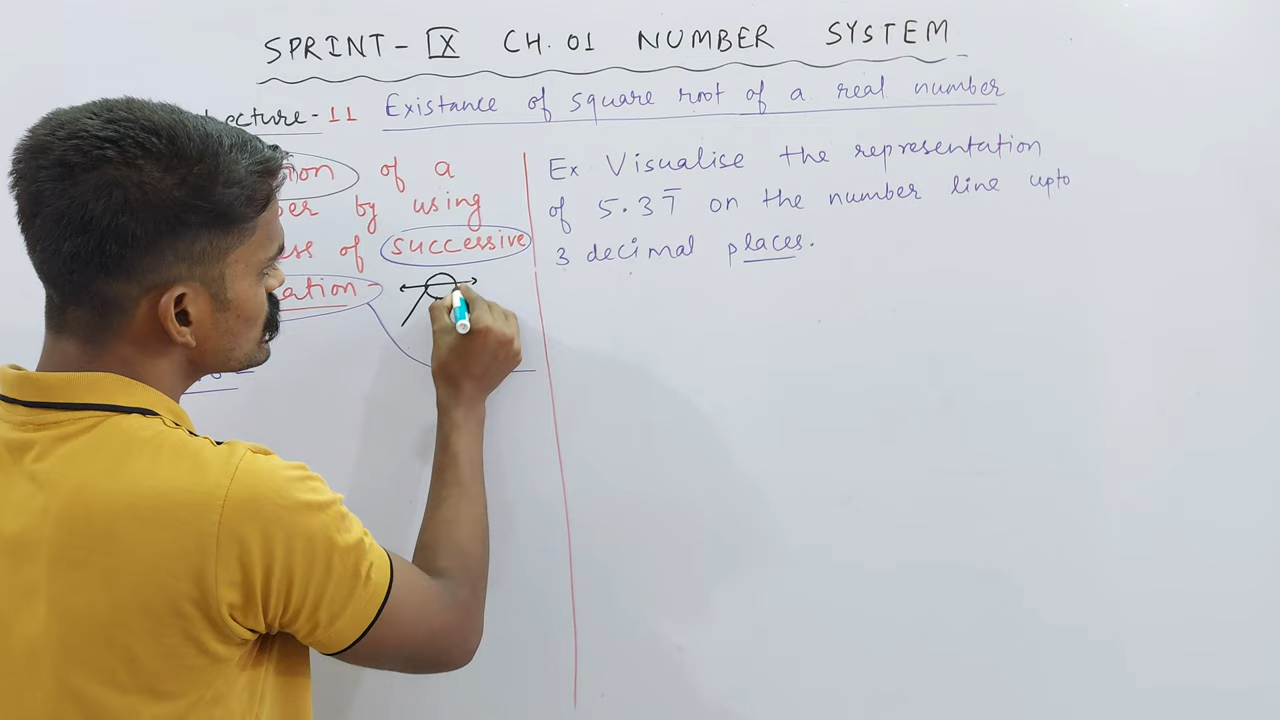 SPRINT- IX CH. 01 NUMBER SYSTEM
Lecture-11 Existance of square root of a real number
of a
by using
of successive
Ex Visualise the representation
of 5.37̅ on the number line upto
3 decimal places.